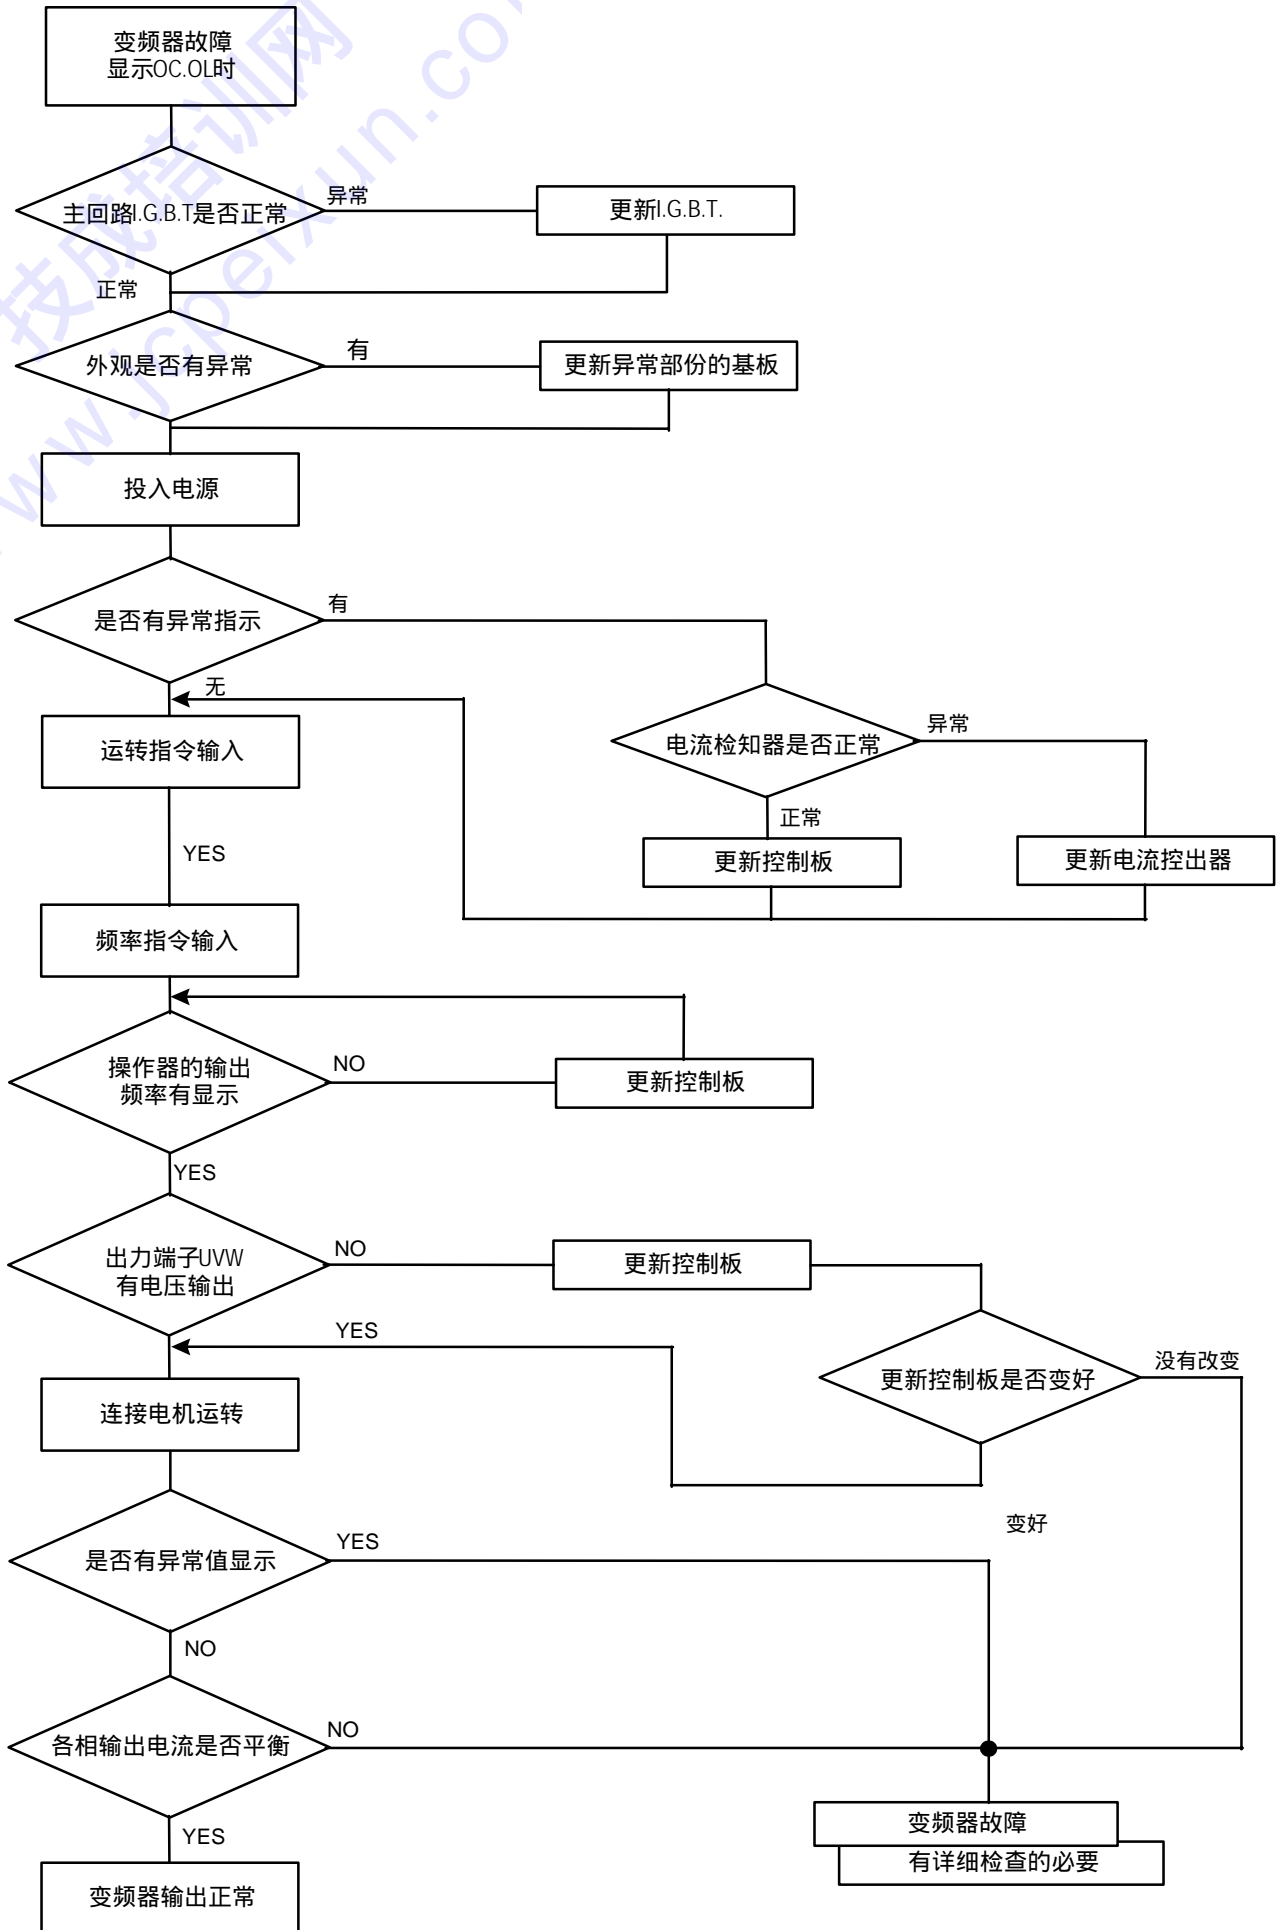 变频器故障
显示OC.OL时
主回路I.G.B.T是否正常
异常
更新I.G.B.T.
正常
外观是否有异常
有
更新异常部份的基板
投入电源
是否有异常指示
有
无
运转指令输入
电流检知器是否正常
异常
正常
更新控制板
更新电流控出器
YES
频率指令输入
操作器的输出
频率有显示
NO
更新控制板
YES
出力端子UVW
有电压输出
NO
更新控制板
YES
更新控制板是否变好
没有改变
连接电机运转
变好
是否有异常值显示
YES
NO
各相输出电流是否平衡
NO
变频器故障
有详细检查的必要
YES
变频器输出正常
技成培训网
www.jcpeixun.co